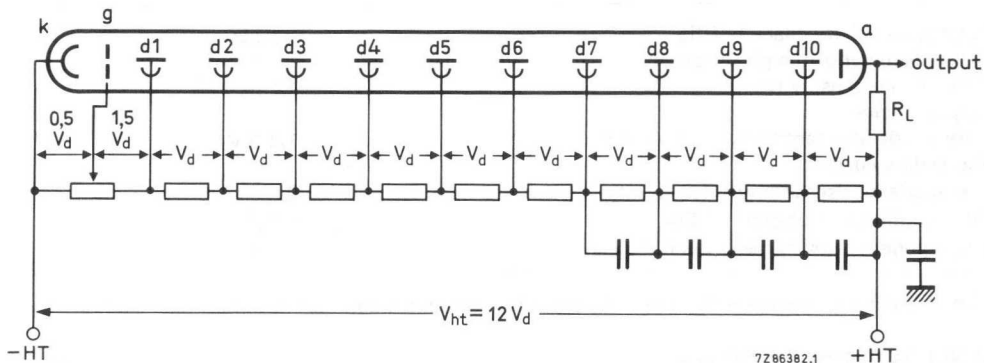 k g a
d1 d2 d3 d4 d5 d6 d7 d8 d9 d10
output
R_L
0,5 V_d 1,5 V_d
V_d V_d V_d V_d V_d V_d V_d V_d V_d V_d
V_ht = 12 V_d
-HT +HT
7Z86382.1